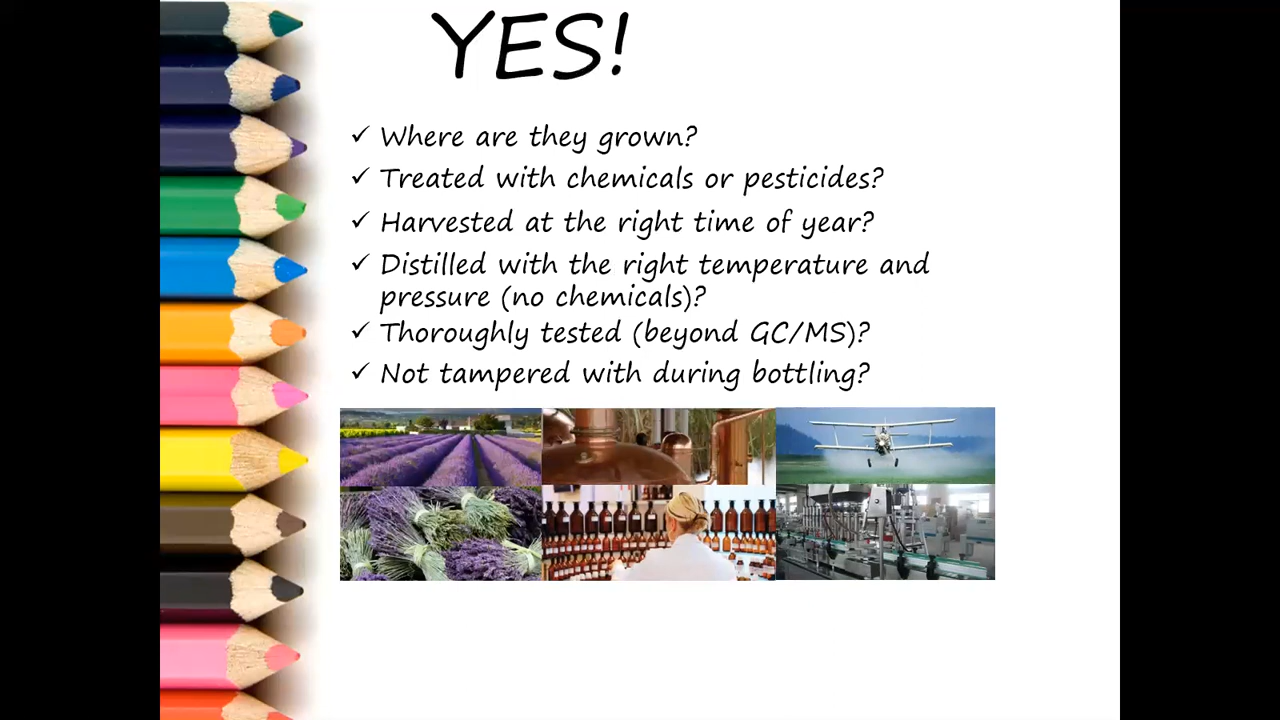 YES!
✓ Where are they grown?
✓ Treated with chemicals or pesticides?
✓ Harvested at the right time of year?
✓ Distilled with the right temperature and
pressure (no chemicals)?
✓ Thoroughly tested (beyond GC/MS)?
✓ Not tampered with during bottling?